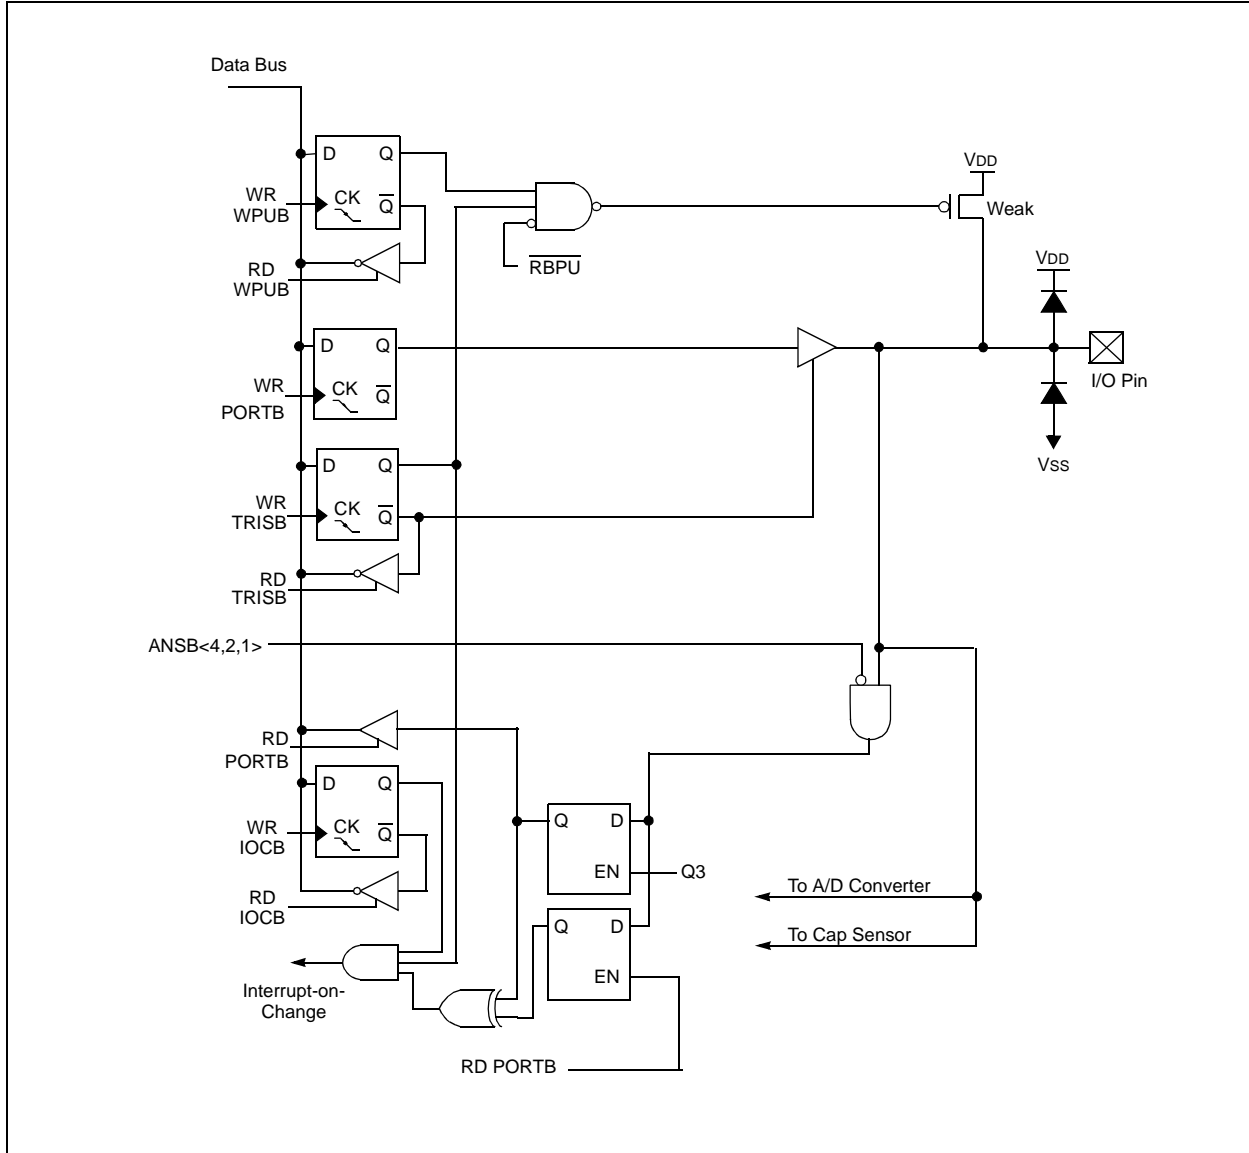 Data Bus
D Q
WR
WPUB
CK
Q̅
RD
WPUB
R̅B̅P̅U̅
VDD
Weak
VDD
I/O Pin
VSS
D Q
WR
PORTB
CK
Q̅
D Q
WR
TRISB
CK
Q̅
RD
TRISB
ANSB<4,2,1>
RD
PORTB
D Q
WR
IOCB
CK
Q̅
RD
IOCB
Q D
EN
Q3
Q D
EN
To A/D Converter
To Cap Sensor
Interrupt-on-
Change
RD PORTB